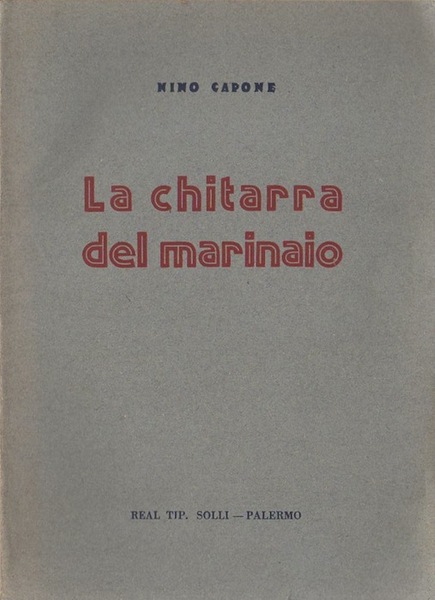 NINO CAPONE
La chitarra
del marinaio
REAL TIP. SOLLI — PALERMO